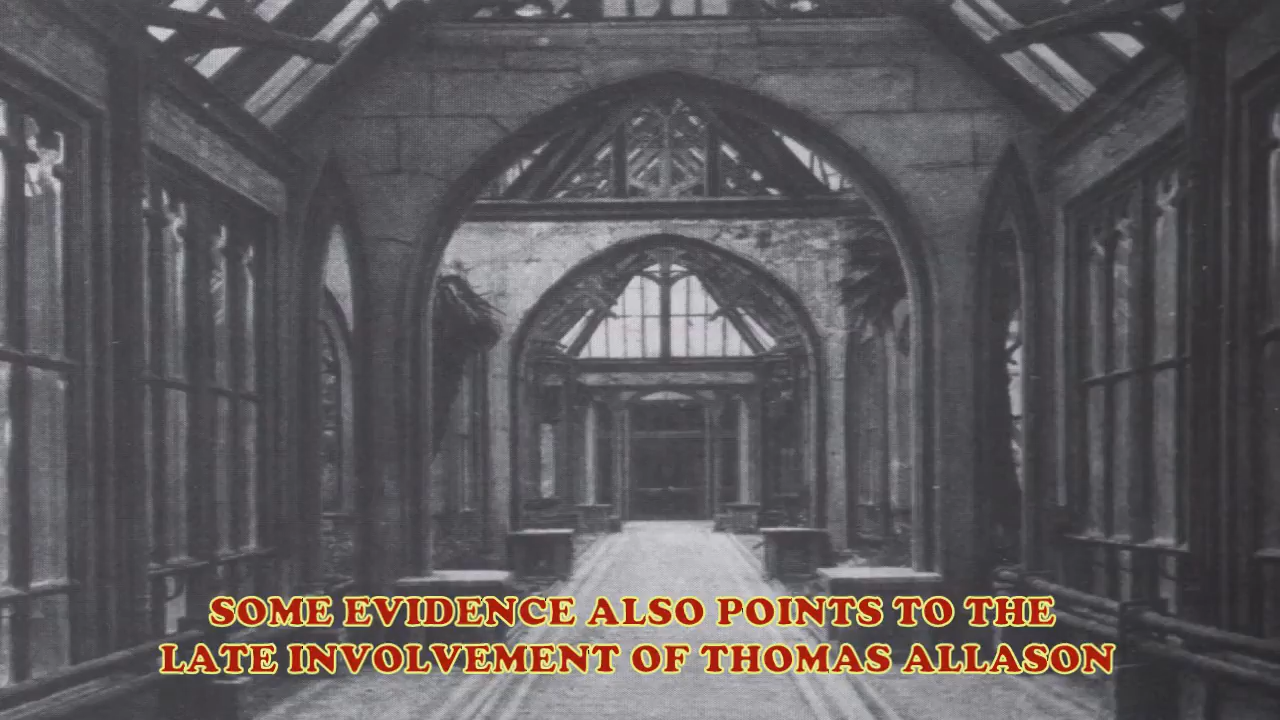 SOME EVIDENCE ALSO POINTS TO THE
LATE INVOLVEMENT OF THOMAS ALLASON